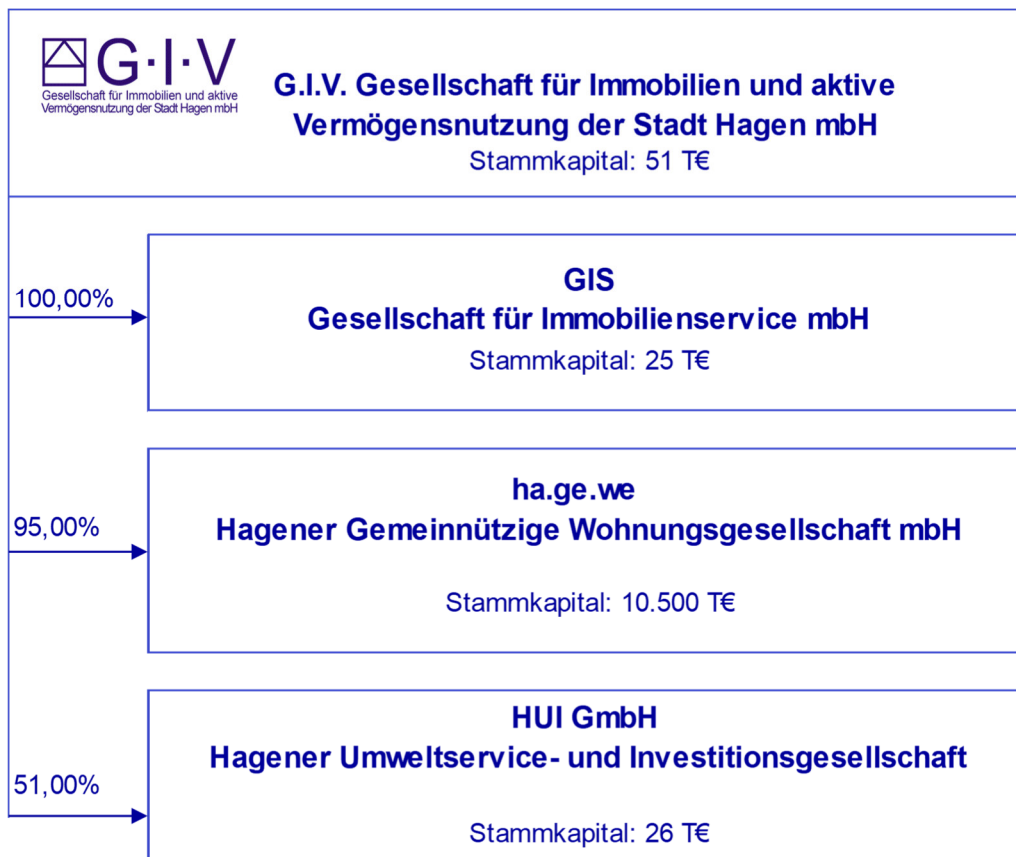 G·I·V
Gesellschaft für Immobilien und aktive
Vermögensnutzung der Stadt Hagen mbH
G.I.V. Gesellschaft für Immobilien und aktive
Vermögensnutzung der Stadt Hagen mbH
Stammkapital: 51 T€
100,00%
GIS
Gesellschaft für Immobilienservice mbH
Stammkapital: 25 T€
95,00%
ha.ge.we
Hagener Gemeinnützige Wohnungsgesellschaft mbH
Stammkapital: 10.500 T€
51,00%
HUI GmbH
Hagener Umweltservice- und Investitionsgesellschaft
Stammkapital: 26 T€